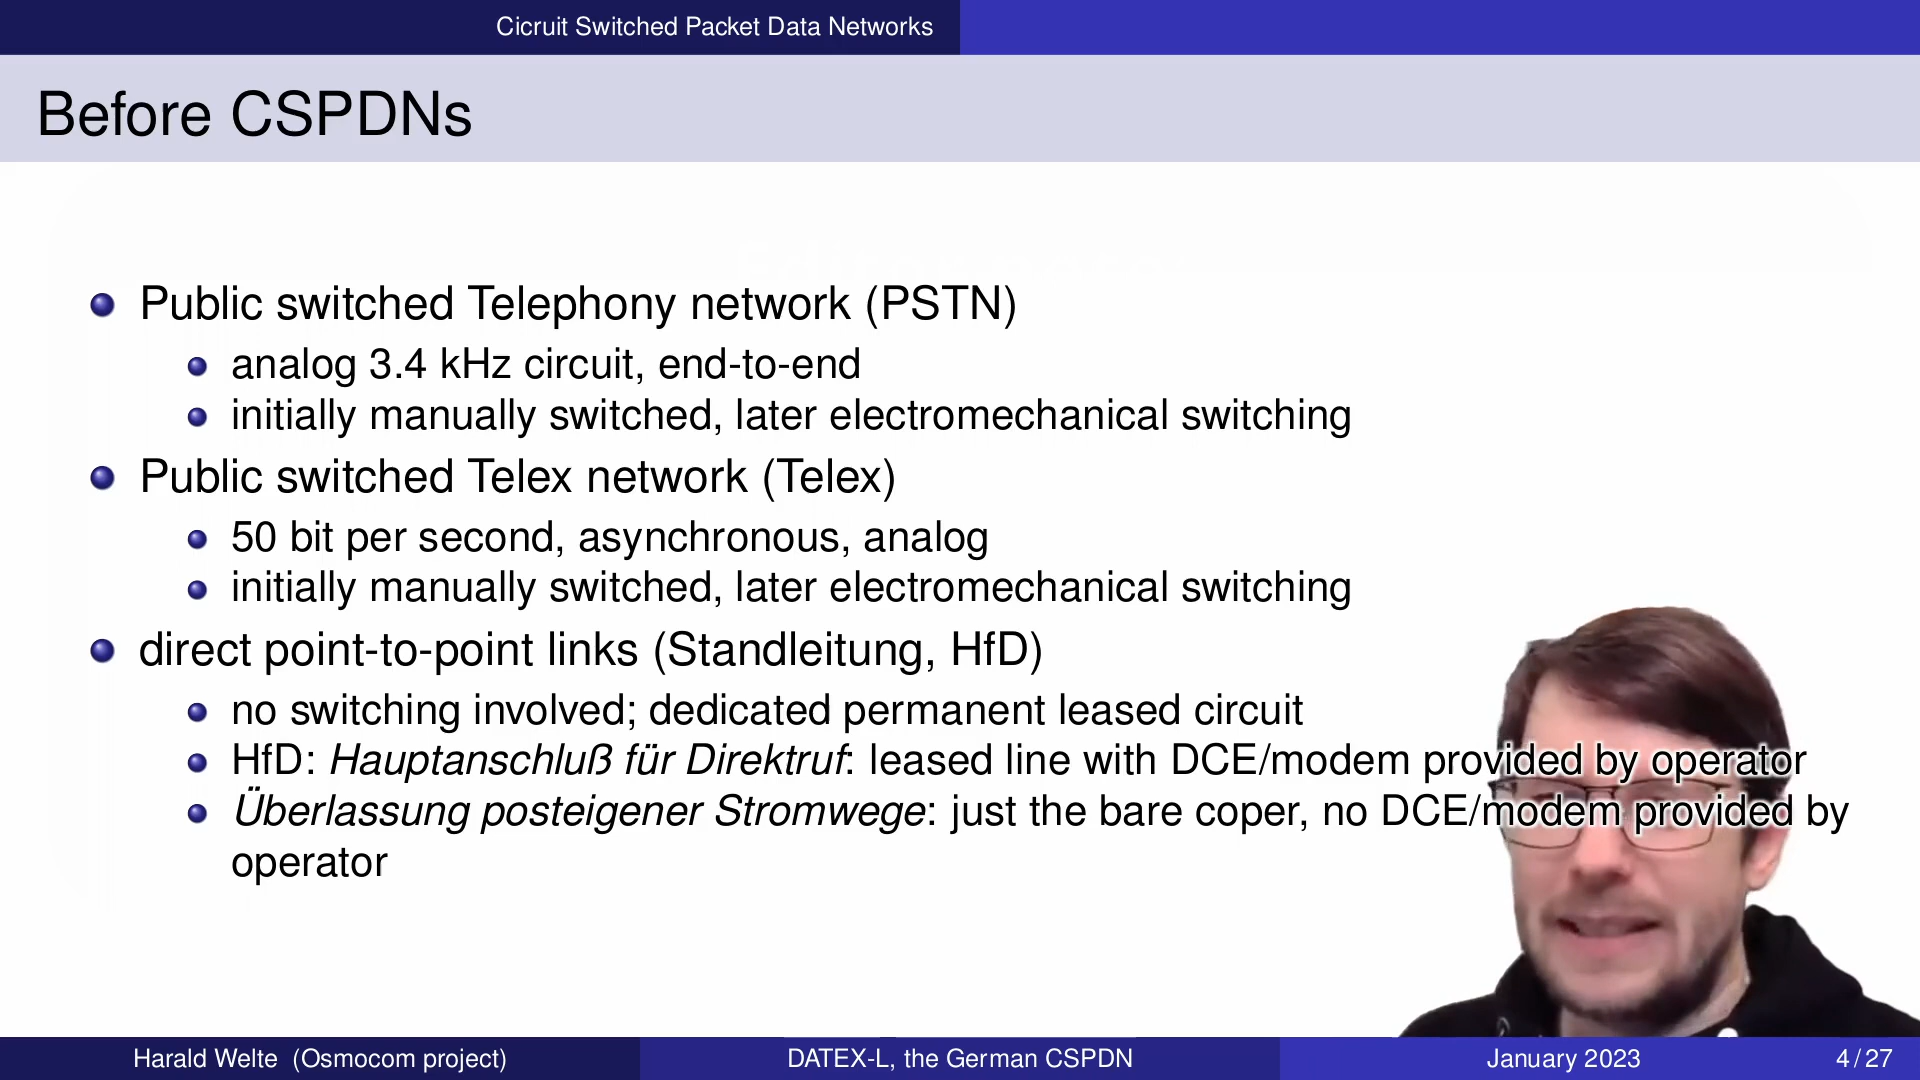 Cicruit Switched Packet Data Networks
Before CSPDNs
Public switched Telephony network (PSTN)
analog 3.4 kHz circuit, end-to-end
initially manually switched, later electromechanical switching
Public switched Telex network (Telex)
50 bit per second, asynchronous, analog
initially manually switched, later electromechanical switching
direct point-to-point links (Standleitung, HfD)
no switching involved; dedicated permanent leased circuit
HfD: Hauptanschluß für Direktruf: leased line with DCE/modem provided by operator
Überlassung posteigener Stromwege: just the bare coper, no DCE/modem provided by
operator
Harald Welte (Osmocom project)
DATEX-L, the German CSPDN
January 2023
4 / 27